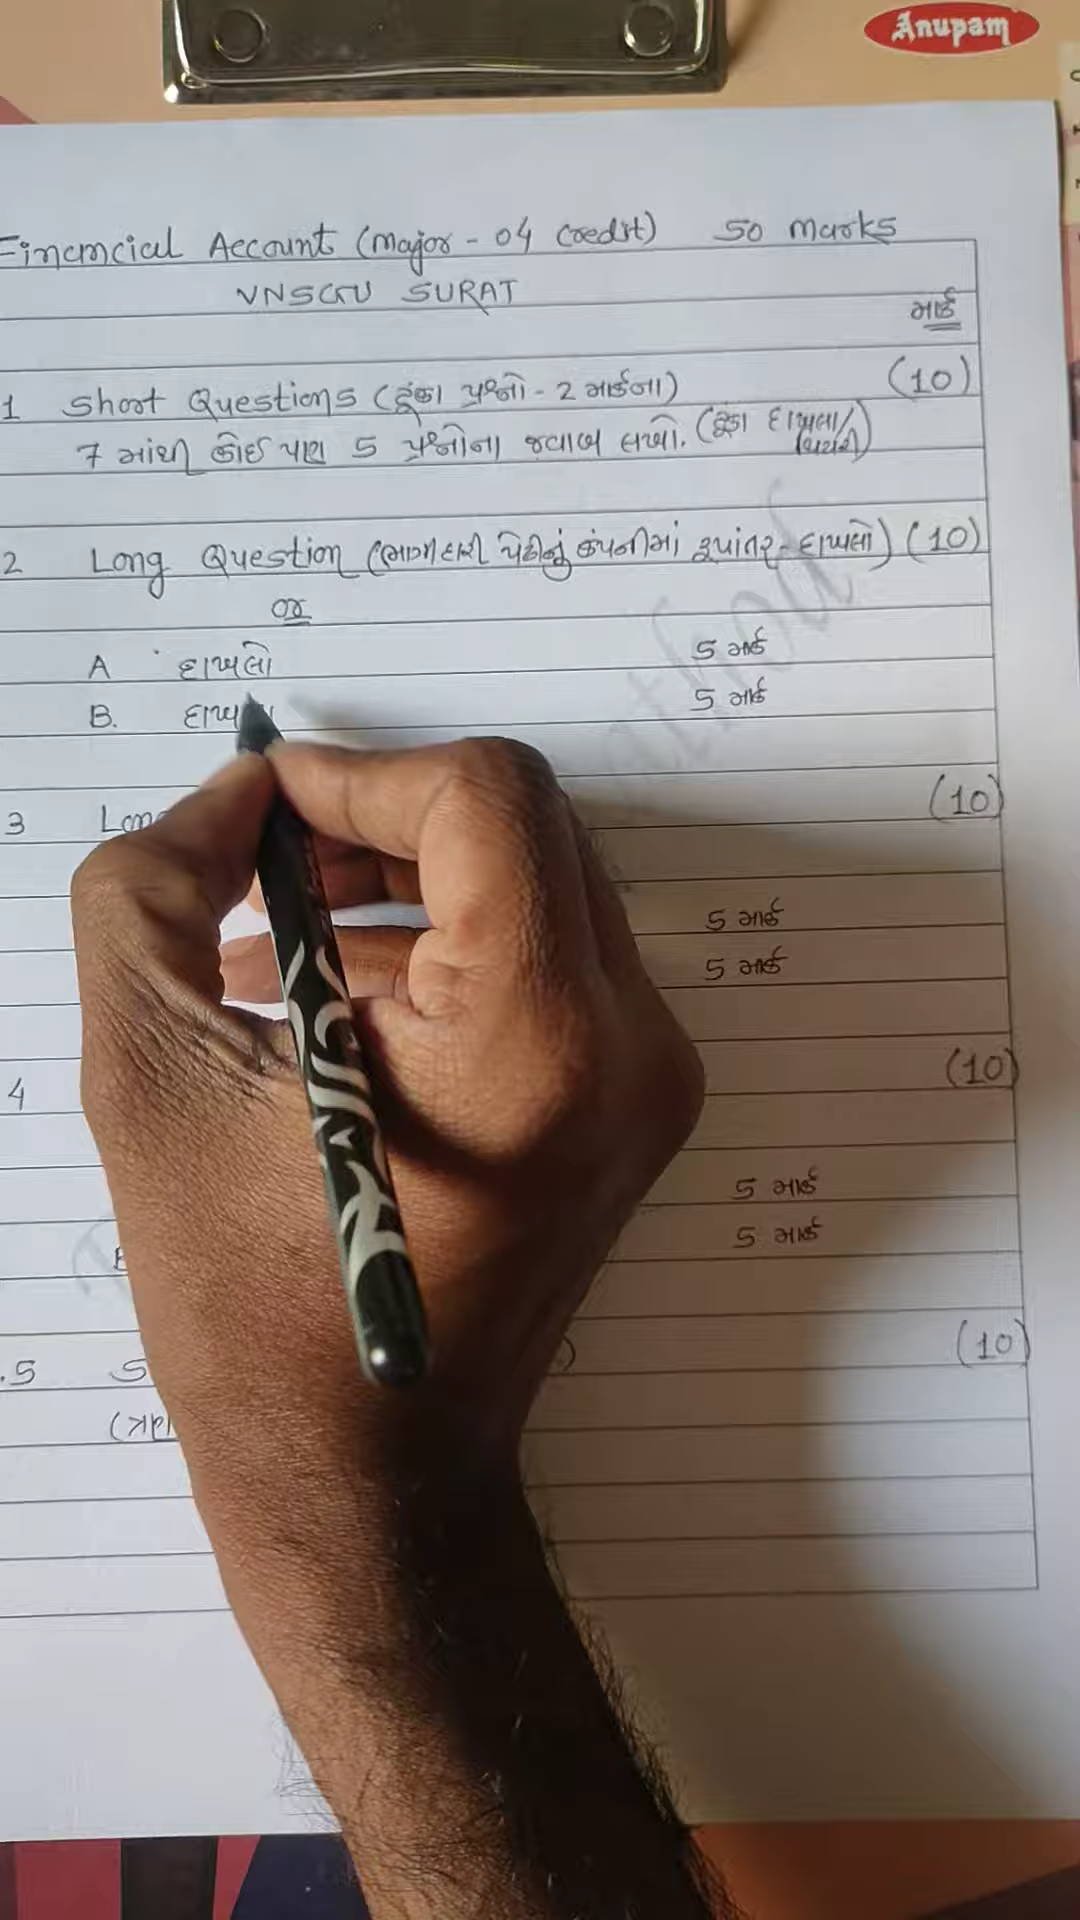 Anupam
Financial Account (Major - 04 Credit) 50 Marks
VNSGU SURAT
માર્ક
1 Short Questions (ટૂંકા પ્રશ્નો - 2 માર્કના) (10)
7 માંથી કોઈ પણ 5 પ્રશ્નોના જવાબ લખો. (ટૂંકા દાખલા/
થિયરી)
2 Long Question (ભાગીદારી પેઢીનું કંપનીમાં રૂપાંતર - દાખલો) (10)
OR
A દાખલો 5 માર્ક
B. 5 માર્ક
3 (10)
5 માર્ક
5 માર્ક
4 (10)
5 માર્ક
5 માર્ક
.5 (10)